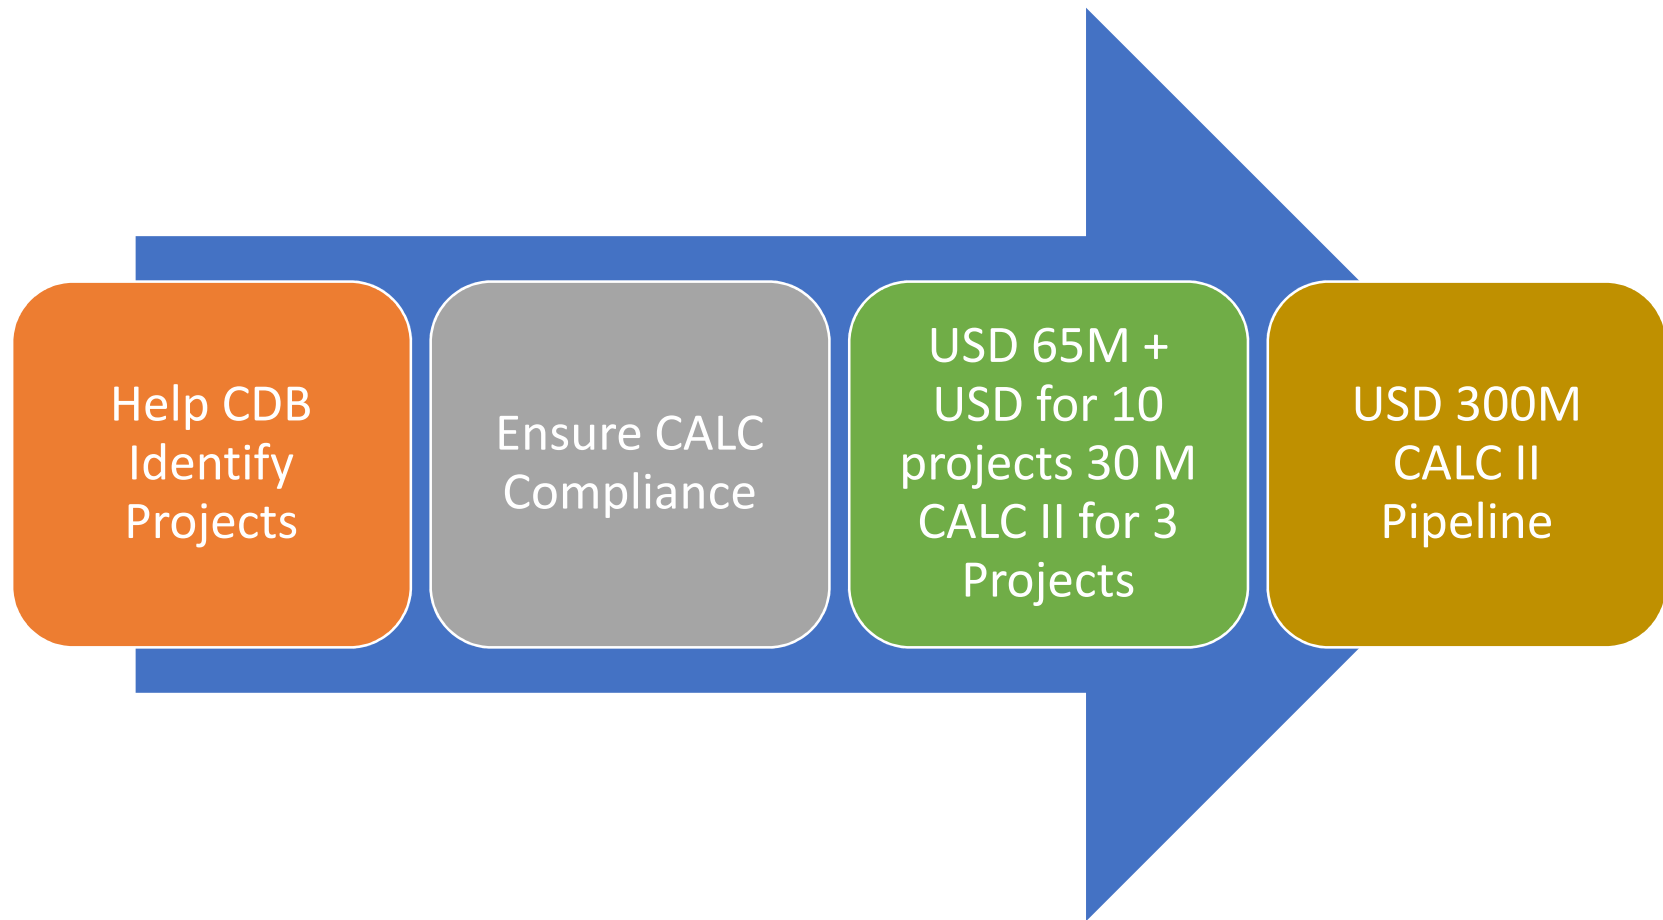 Help CDB
Identify
Projects
Ensure CALC
Compliance
USD 65M +
USD for 10
projects 30 M
CALC II for 3
Projects
USD 300M
CALC II
Pipeline